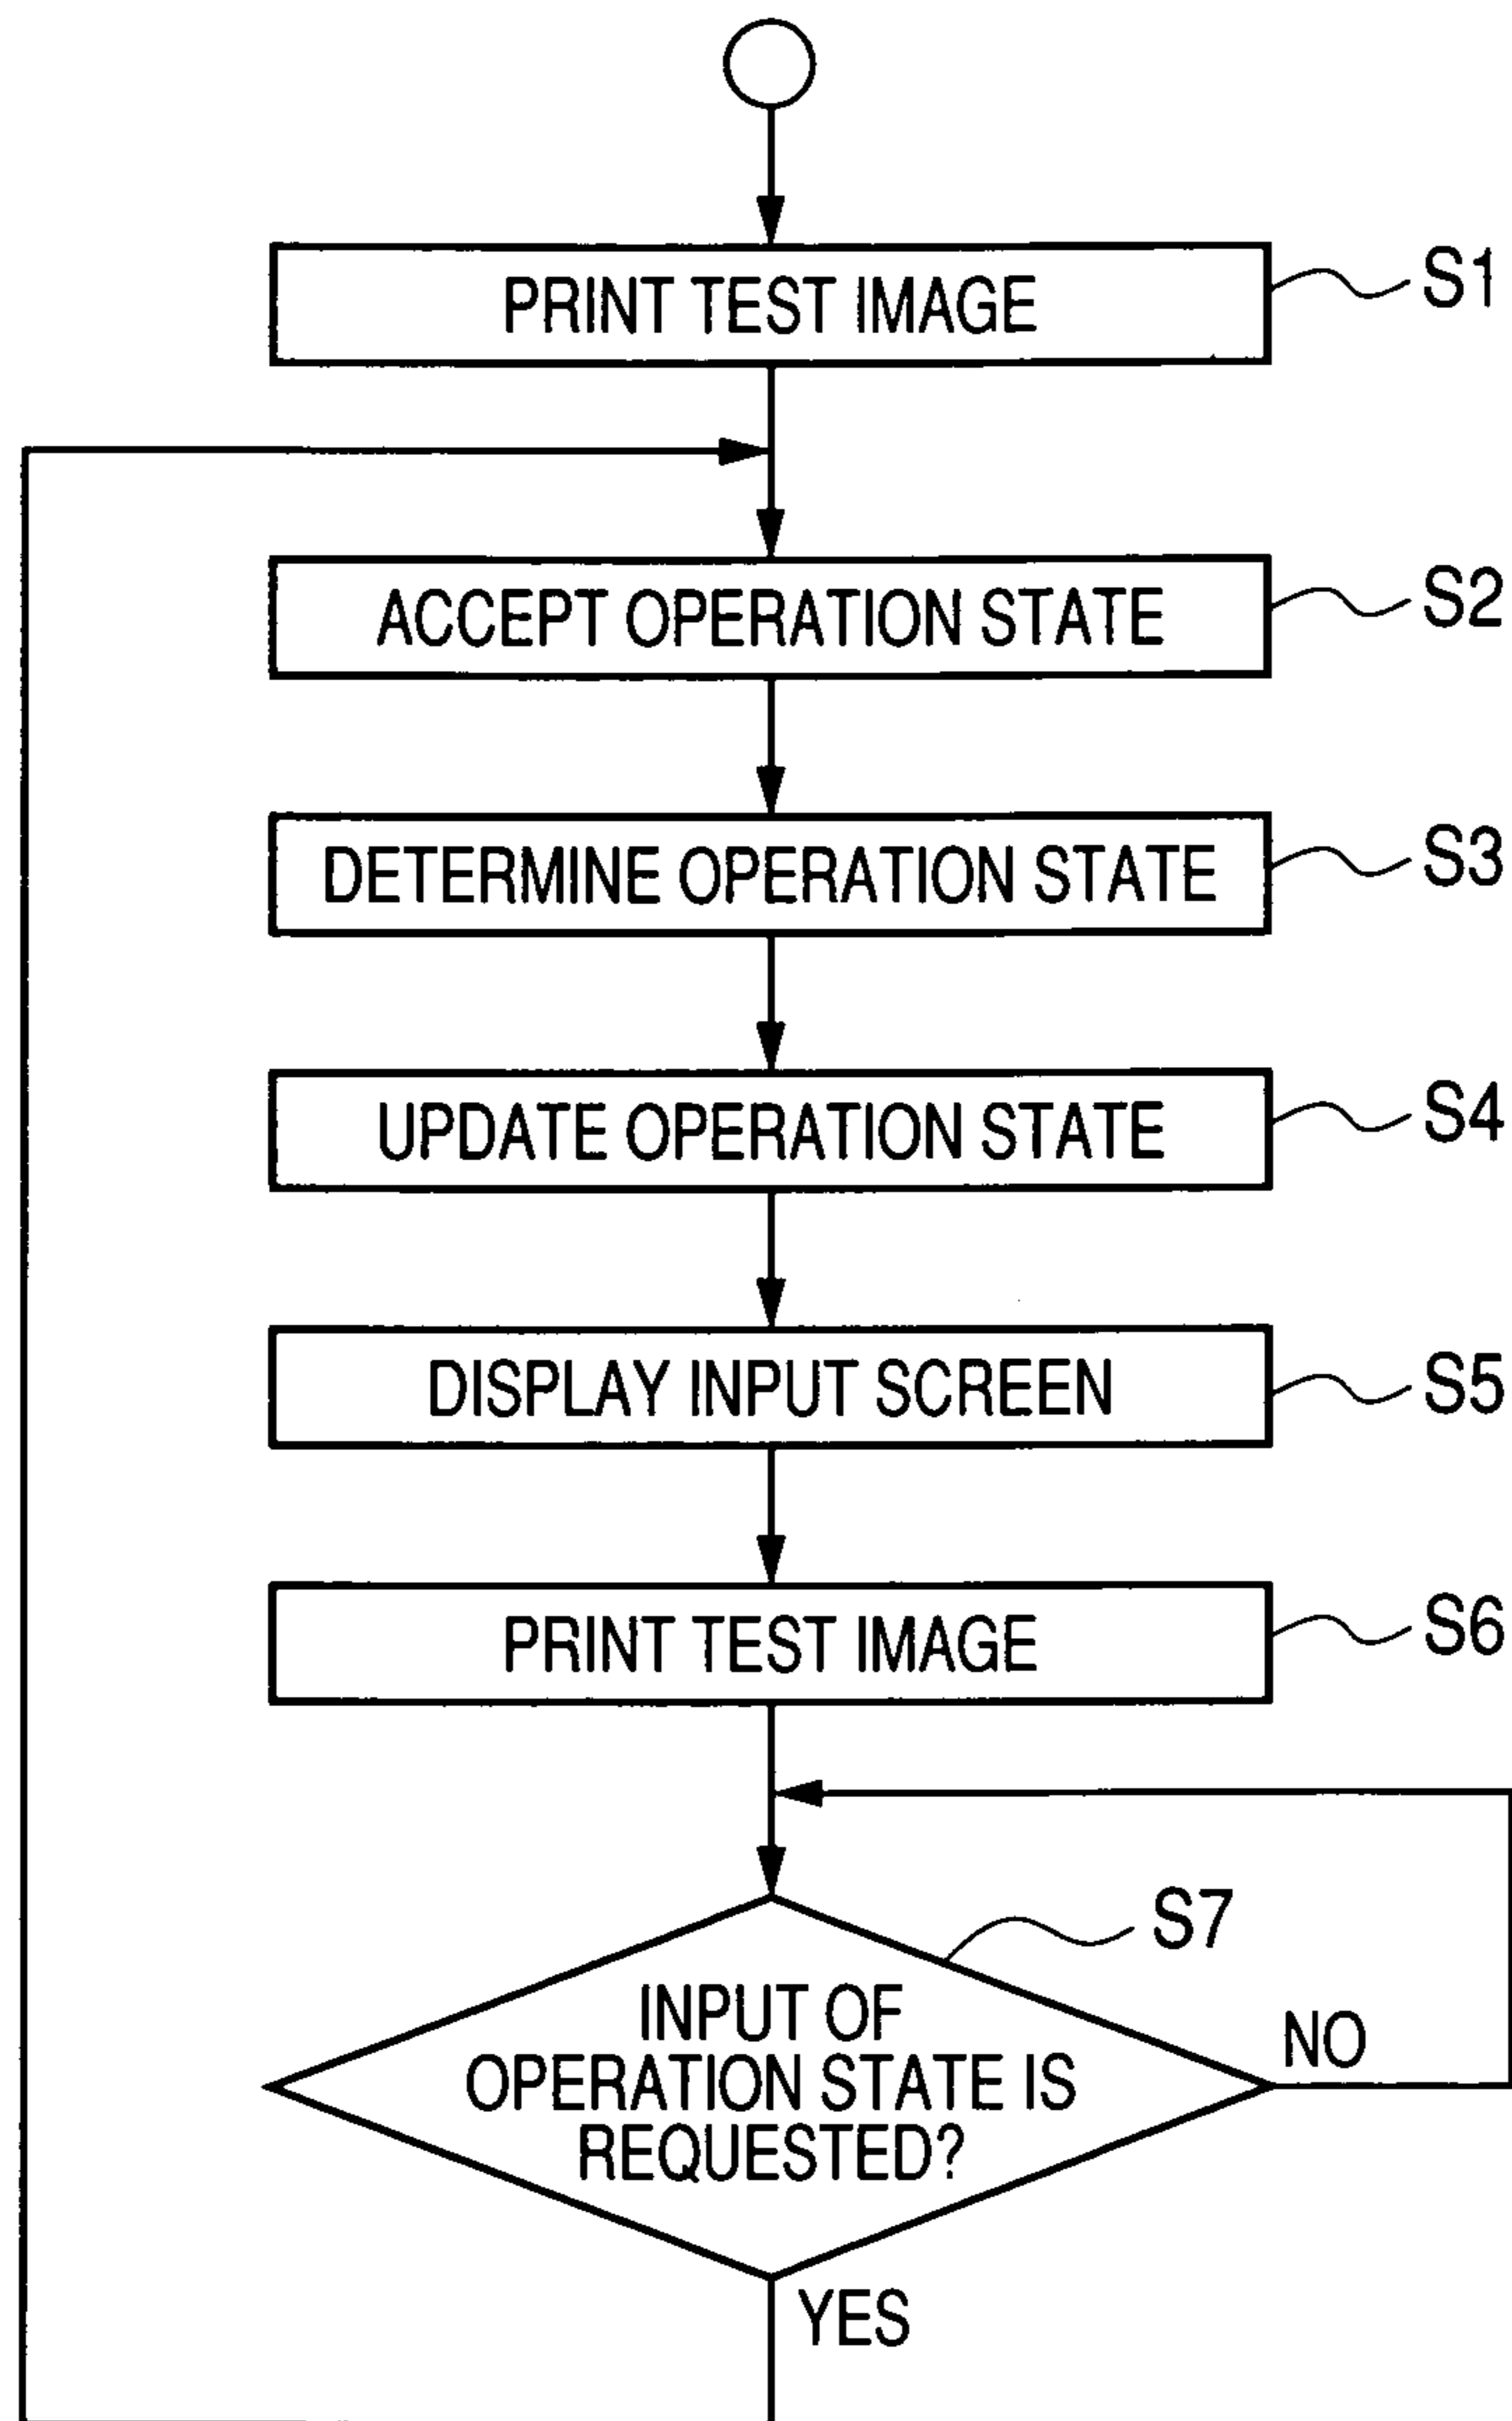 PRINT TEST IMAGE
S1
ACCEPT OPERATION STATE
S2
DETERMINE OPERATION STATE
S3
UPDATE OPERATION STATE
S4
DISPLAY INPUT SCREEN
S5
PRINT TEST IMAGE
S6
S7
INPUT OF
OPERATION STATE IS
REQUESTED?
NO
YES